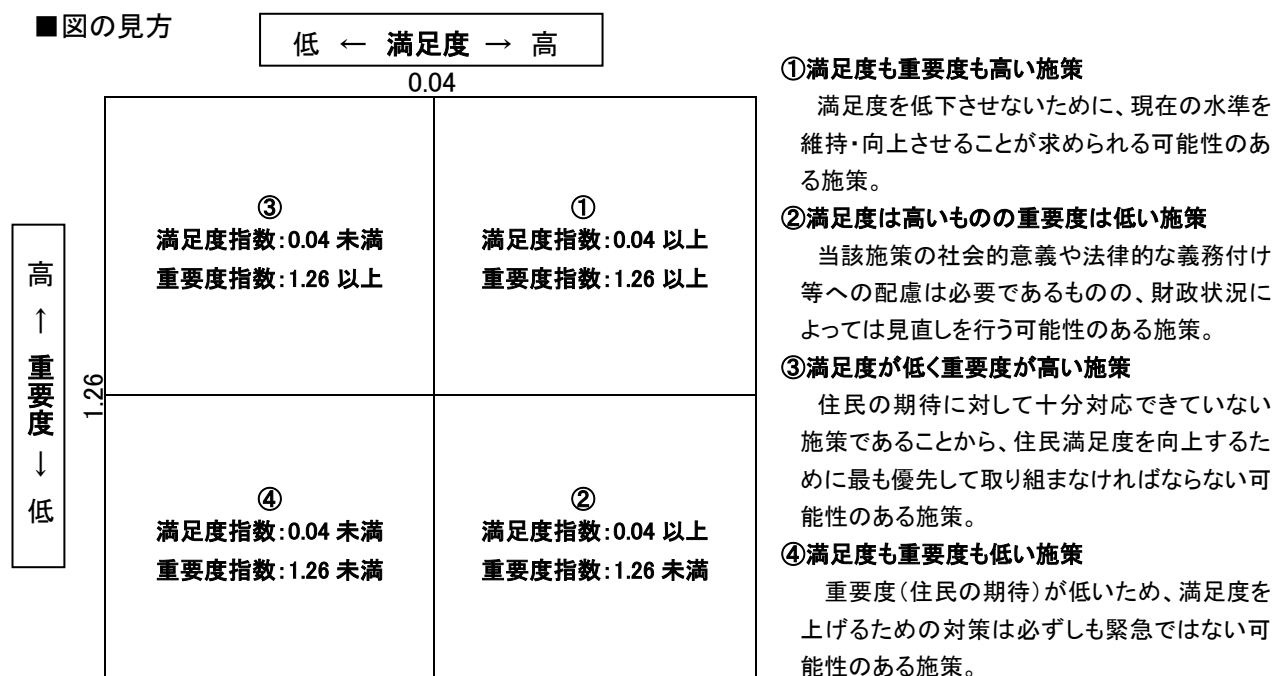 ■図の見方
低 ← 満足度 → 高
0.04
高
↑
重要度
↓
低
1.26
③
満足度指数:0.04 未満
重要度指数:1.26 以上
①
満足度指数:0.04 以上
重要度指数:1.26 以上
④
満足度指数:0.04 未満
重要度指数:1.26 未満
②
満足度指数:0.04 以上
重要度指数:1.26 未満
①満足度も重要度も高い施策
満足度を低下させないために、現在の水準を
維持・向上させることが求められる可能性のあ
る施策。
②満足度は高いものの重要度は低い施策
当該施策の社会的意義や法律的な義務付け
等への配慮は必要であるものの、財政状況に
よっては見直しを行う可能性のある施策。
③満足度が低く重要度が高い施策
住民の期待に対して十分対応できていない
施策であることから、住民満足度を向上するた
めに最も優先して取り組まなければならない可
能性のある施策。
④満足度も重要度も低い施策
重要度(住民の期待)が低いため、満足度を
上げるための対策は必ずしも緊急ではない可
能性のある施策。